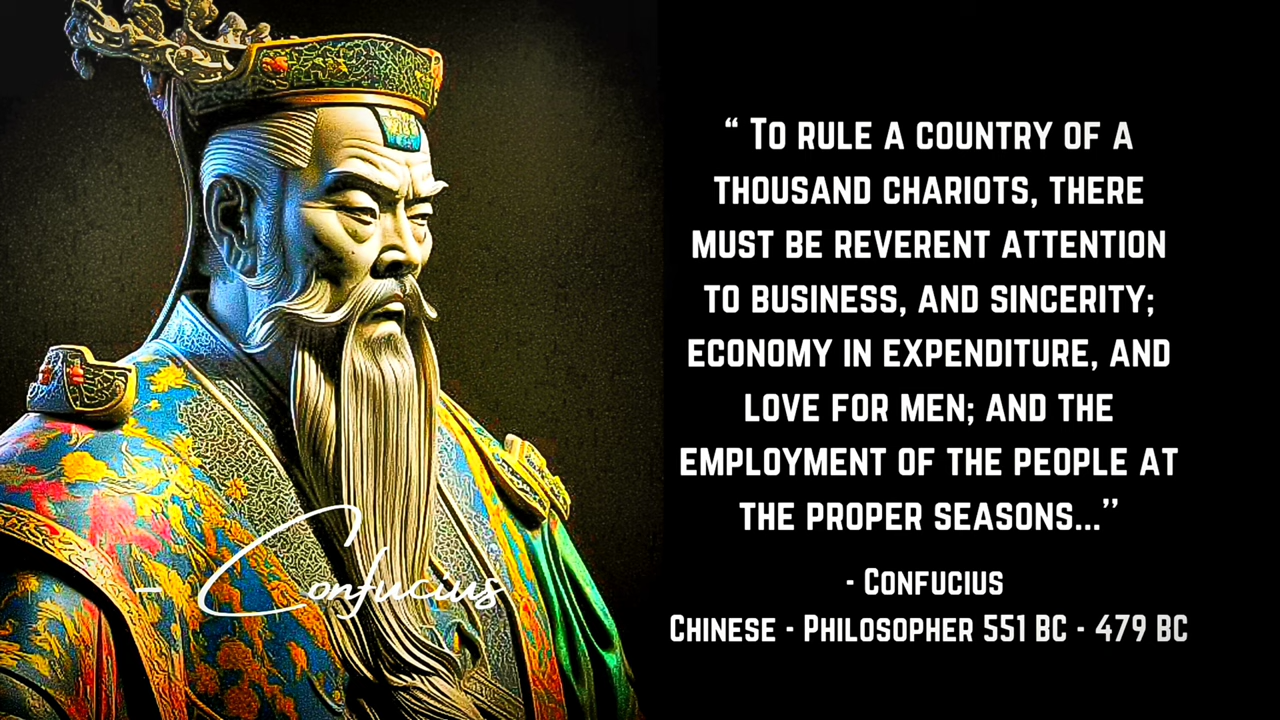 - Confucius
“ To rule a country of a
thousand chariots, there
must be reverent attention
to business, and sincerity;
economy in expenditure, and
love for men; and the
employment of the people at
the proper seasons...’’
- Confucius
Chinese - Philosopher 551 BC - 479 BC